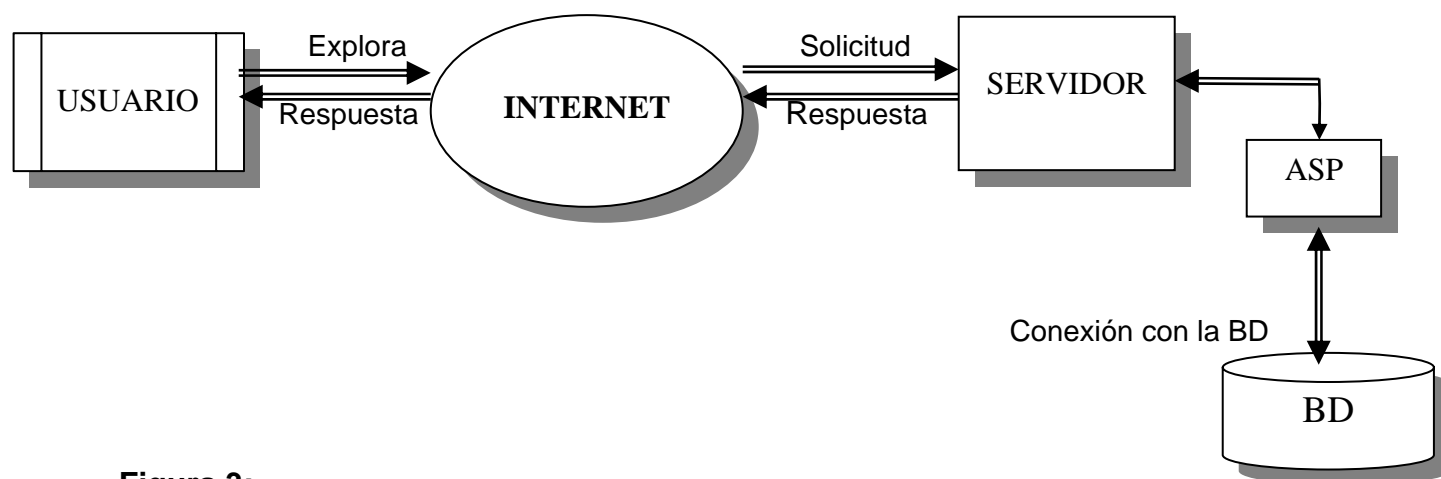 Explora
Solicitud
USUARIO
INTERNET
SERVIDOR
Respuesta
Respuesta
ASP
Conexión con la BD
BD